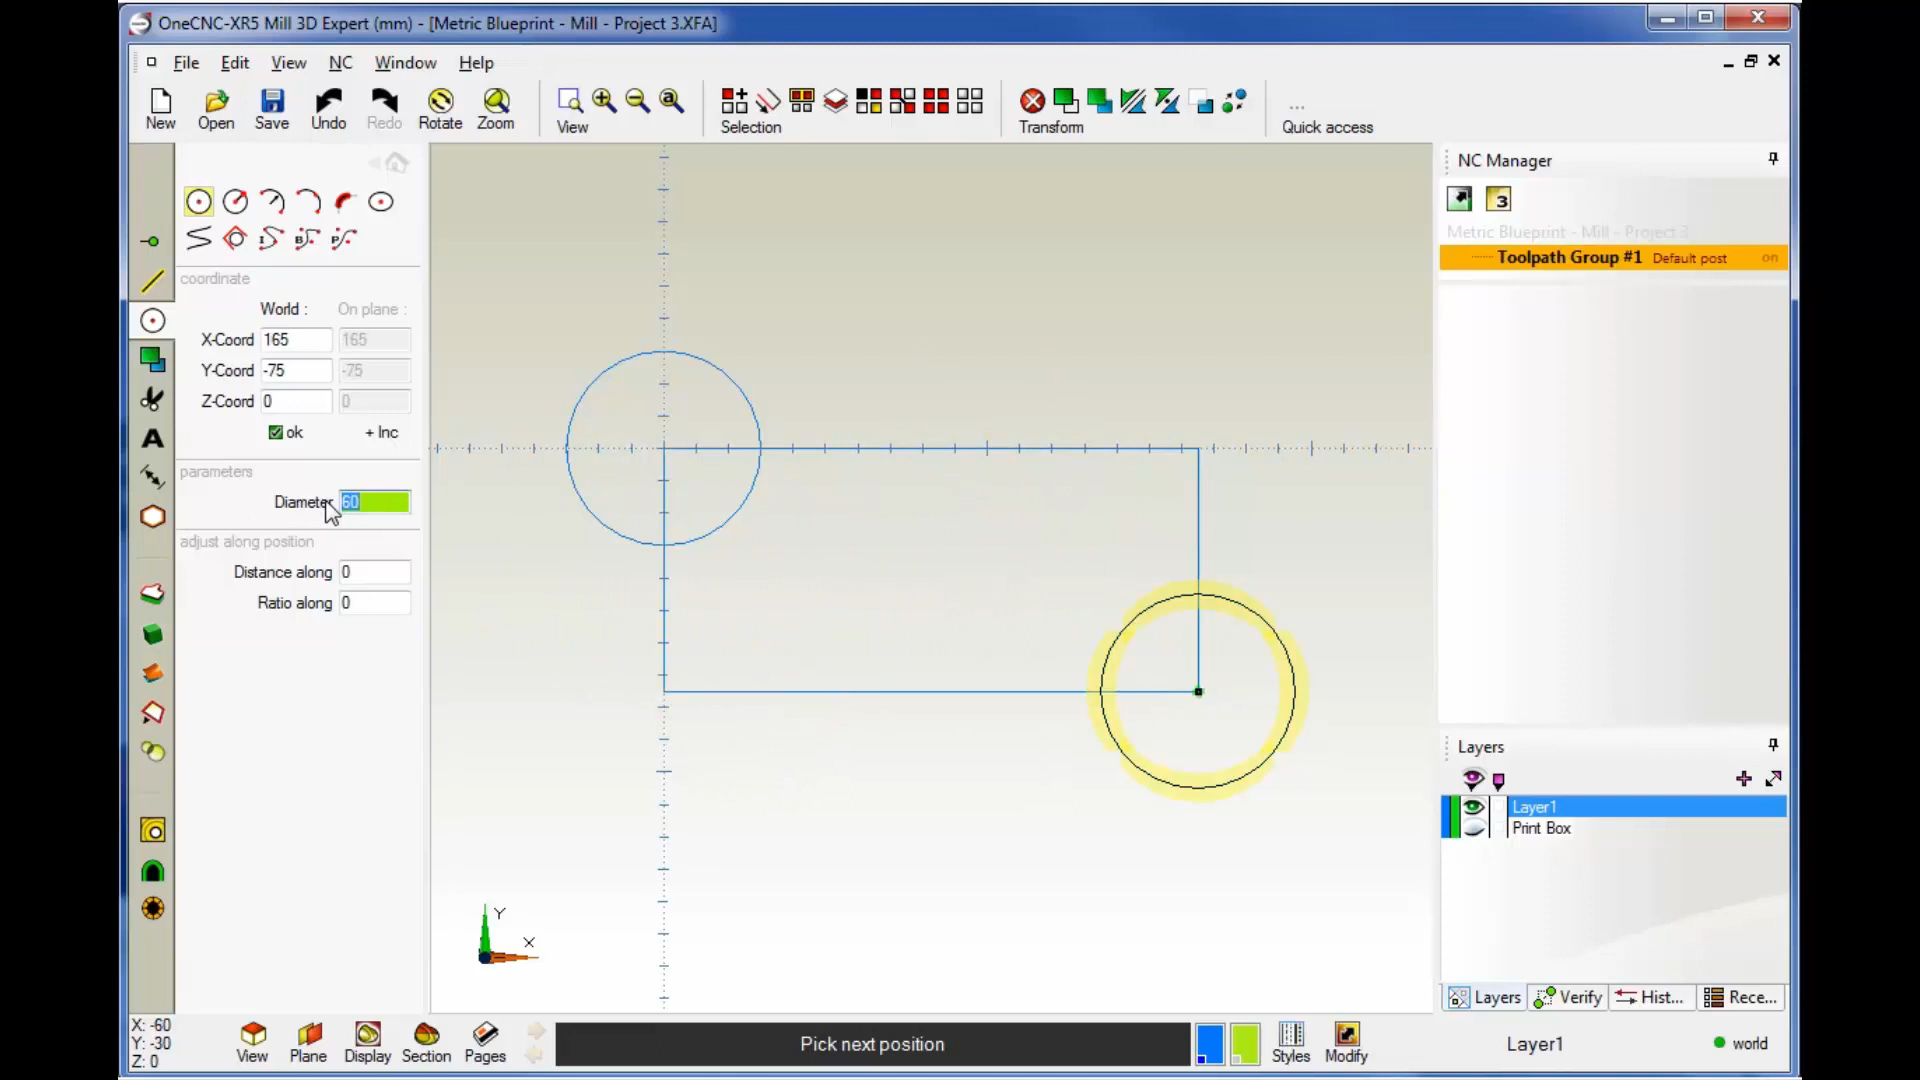 OneCNC-XR5 Mill 3D Expert (mm) - [Metric Blueprint - Mill - Project 3.XFA]
File Edit View NC Window Help
New Open Save Undo Redo Rotate Zoom View Selection Transform ... Quick access
coordinate
World : On plane :
X-Coord 165 165
Y-Coord -75 -75
Z-Coord 0 0
ok + Inc
parameters
Diameter 60
adjust along position
Distance along 0
Ratio along 0
A
Y
X
NC Manager
3
Metric Blueprint - Mill - Project 3
Toolpath Group #1 Default post on
Layers
Layer1
Print Box
Layers Verify Hist... Rece...
X: -60
Y: -30
Z: 0
View Plane Display Section Pages
Pick next position
Styles Modify
Layer1
world